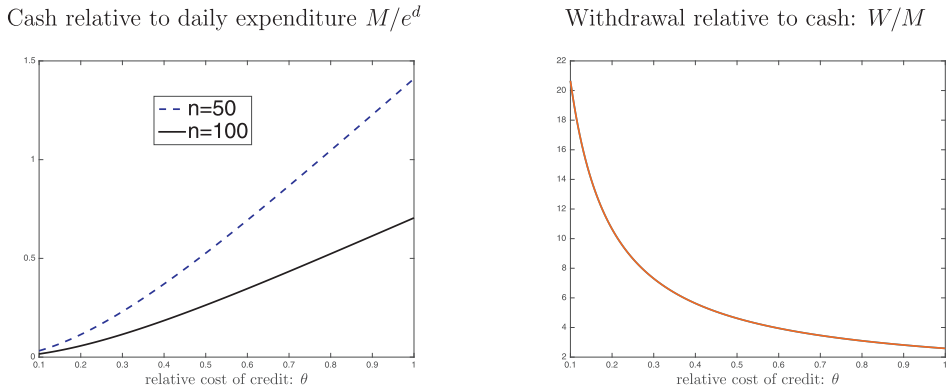 Cash relative to daily expenditure M/e^d
1.5
1
0.5
0
n=50
n=100
0.1 0.2 0.3 0.4 0.5 0.6 0.7 0.8 0.9 1
relative cost of credit: θ
Withdrawal relative to cash: W/M
22
20
18
16
14
12
10
8
6
4
2
0.1 0.2 0.3 0.4 0.5 0.6 0.7 0.8 0.9 1
relative cost of credit: θ